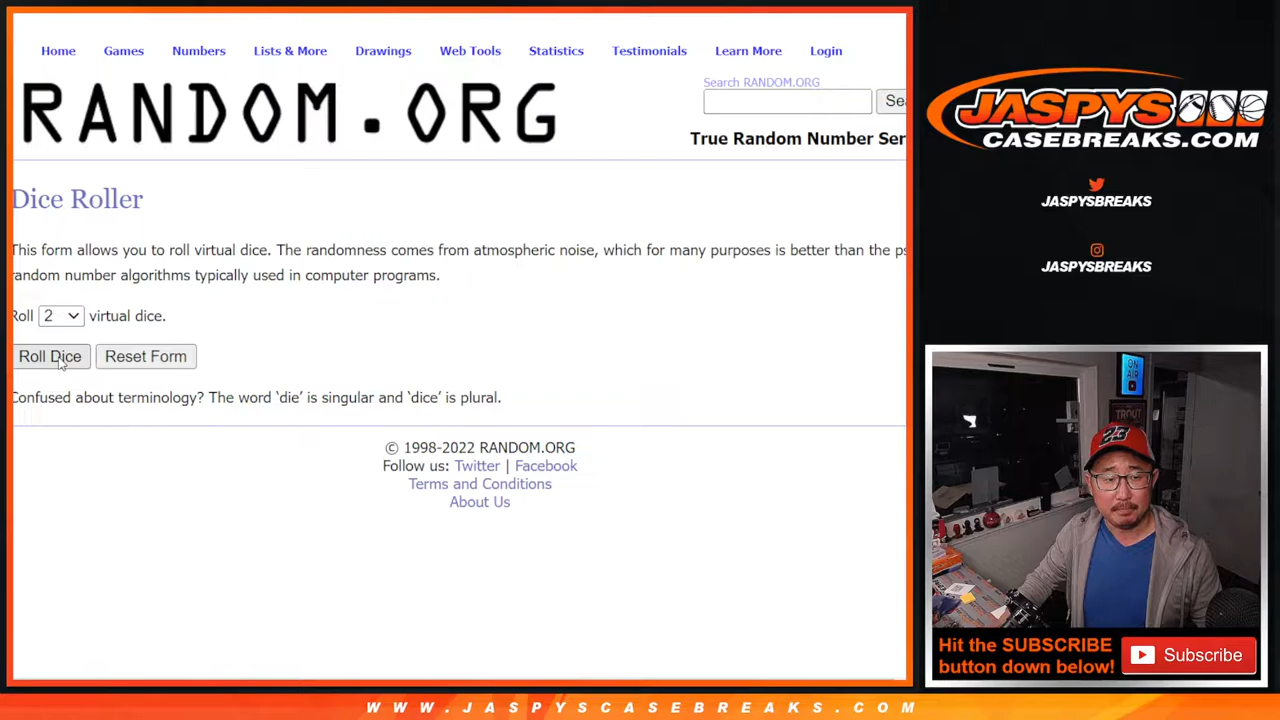 Home Games Numbers Lists & More Drawings Web Tools Statistics Testimonials Learn More Login
RANDOM.ORG
Search RANDOM.ORG
Sea
True Random Number Ser
Dice Roller
This form allows you to roll virtual dice. The randomness comes from atmospheric noise, which for many purposes is better than the ps
random number algorithms typically used in computer programs.
Roll 2 virtual dice.
Roll Dice Reset Form
Confused about terminology? The word ‘die’ is singular and ‘dice’ is plural.
© 1998-2022 RANDOM.ORG
Follow us: Twitter | Facebook
Terms and Conditions
About Us
JASPYS
CASEBREAKS.COM
JASPYSBREAKS
JASPYSBREAKS
ON
AIR
TROUT
23
Hit the SUBSCRIBE
button down below!
Subscribe
WWW.JASPYSCASEBREAKS.COM